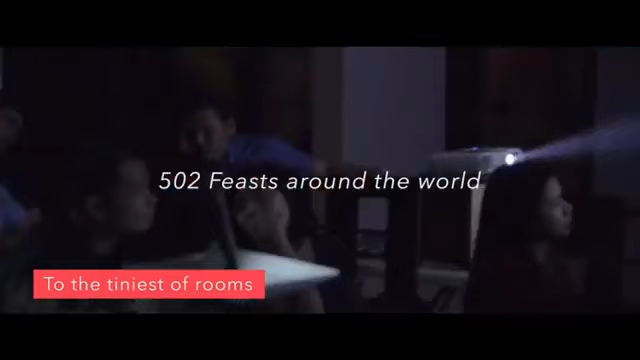 502 Feasts around the world
To the tiniest of rooms